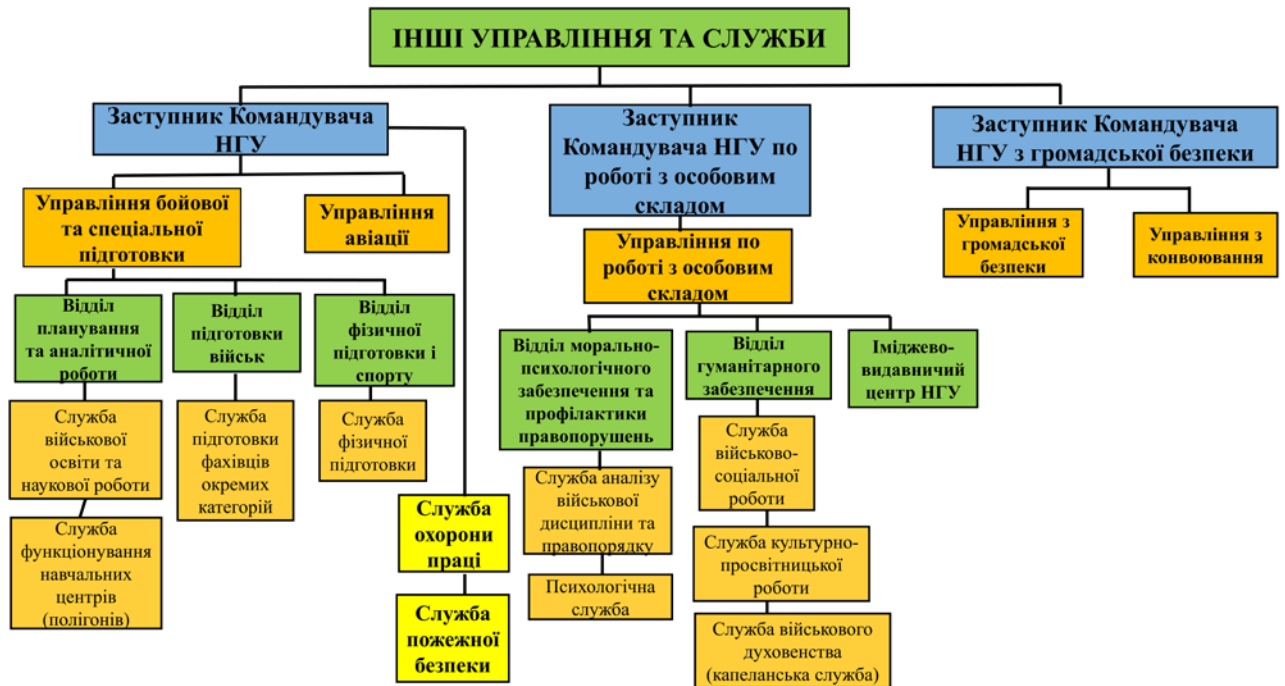 ІНШІ УПРАВЛІННЯ ТА СЛУЖБИ
Заступник Командувача
НГУ
Заступник
Командувача НГУ по
роботі з особовим
складом
Заступник Командувача
НГУ з громадської безпеки
Управління бойової
та спеціальної
підготовки
Управління
авіації
Управління по
роботі з особовим
складом
Управління з
громадської
безпеки
Управління з
конвоювання
Відділ
планування
та аналітичної
роботи
Відділ
підготовки
військ
Відділ
фізичної
підготовки і
спорту
Відділ морально-
психологічного
забезпечення та
профілактики
правопорушень
Відділ
гуманітарного
забезпечення
Іміджево-
видавничий
центр НГУ
Служба
військової
освіти та
наукової роботи
Служба
підготовки
фахівців
окремих
категорій
Служба
фізичної
підготовки
Служба
функціонування
навчальних
центрів
(полігонів)
Служба
охорони
праці
Служба
пожежної
безпеки
Служба аналізу
військової
дисципліни та
правопорядку
Психологічна
служба
Служба
військово-
соціальної
роботи
Служба культурно-
просвітницької
роботи
Служба військового
духовенства
(капеланська служба)